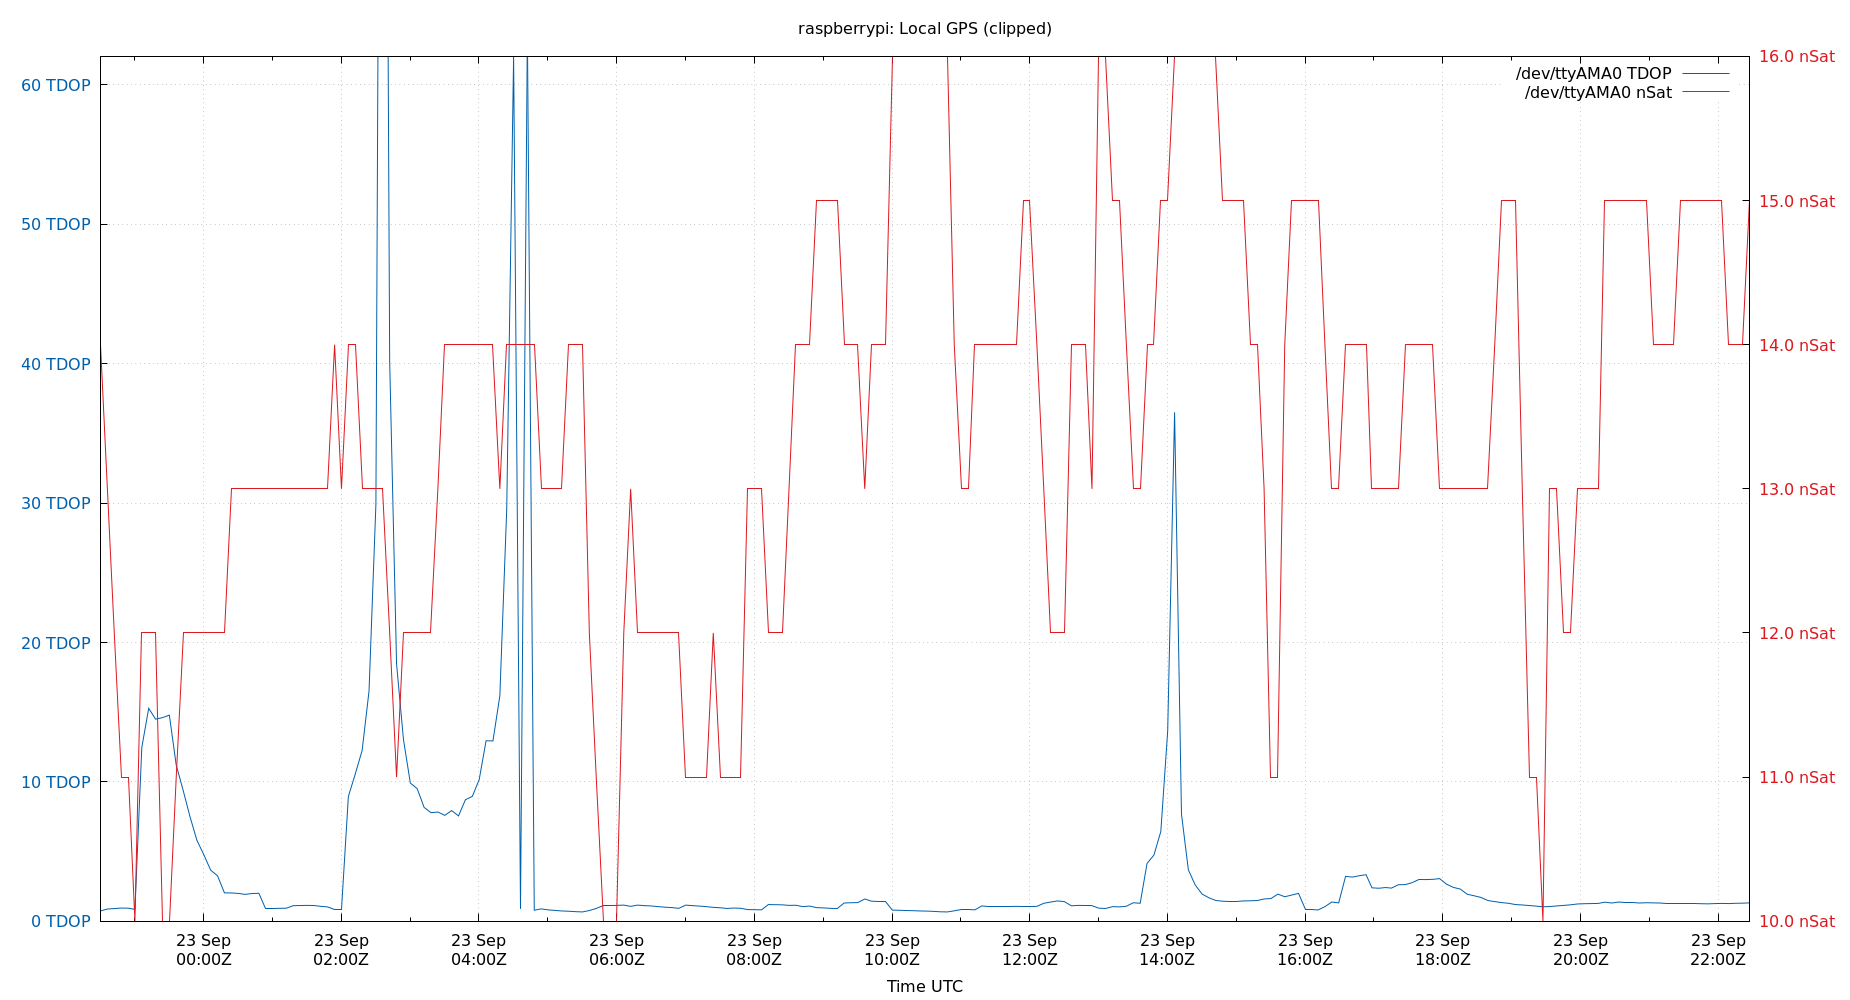 raspberrypi: Local GPS (clipped)
/dev/ttyAMA0 TDOP
/dev/ttyAMA0 nSat
60 TDOP
50 TDOP
40 TDOP
30 TDOP
20 TDOP
10 TDOP
0 TDOP
16.0 nSat
15.0 nSat
14.0 nSat
13.0 nSat
12.0 nSat
11.0 nSat
10.0 nSat
23 Sep
00:00Z
23 Sep
02:00Z
23 Sep
04:00Z
23 Sep
06:00Z
23 Sep
08:00Z
23 Sep
10:00Z
23 Sep
12:00Z
23 Sep
14:00Z
23 Sep
16:00Z
23 Sep
18:00Z
23 Sep
20:00Z
23 Sep
22:00Z
Time UTC